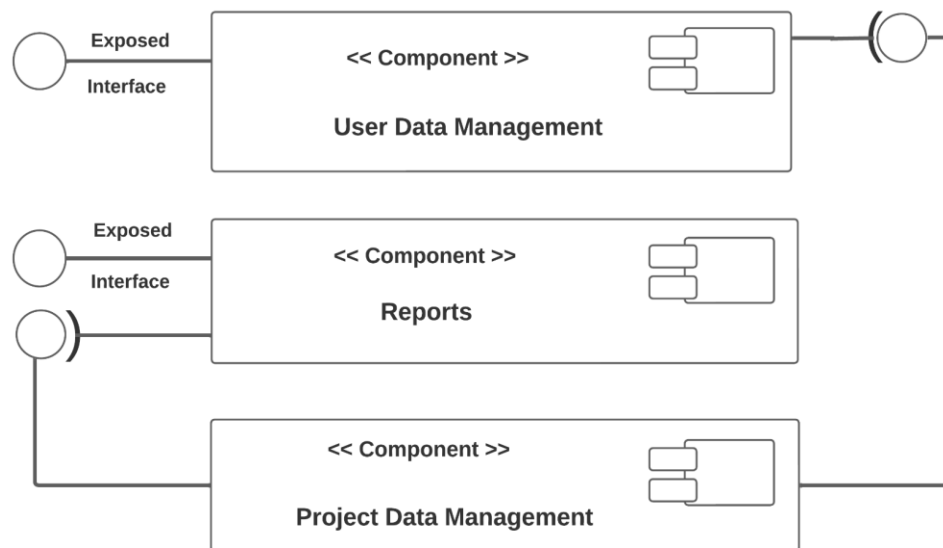 Exposed
Interface
<< Component >>
User Data Management
Exposed
Interface
<< Component >>
Reports
<< Component >>
Project Data Management